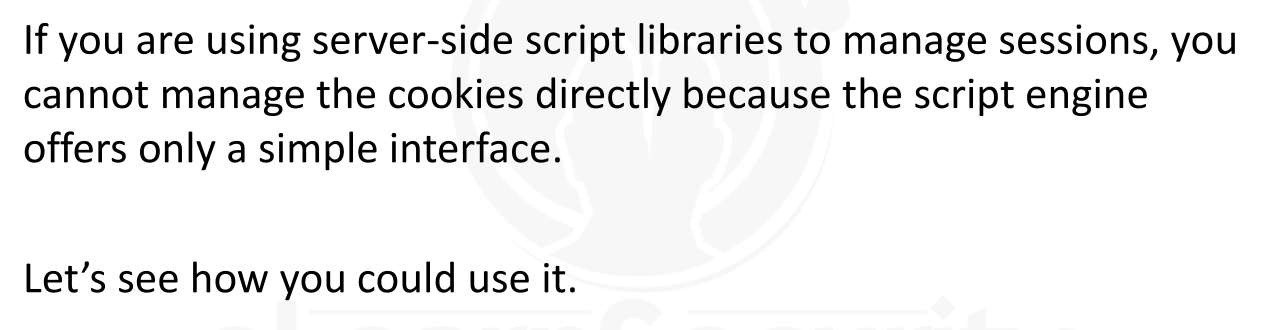 If you are using server-side script libraries to manage sessions, you
cannot manage the cookies directly because the script engine
offers only a simple interface.
Let’s see how you could use it.